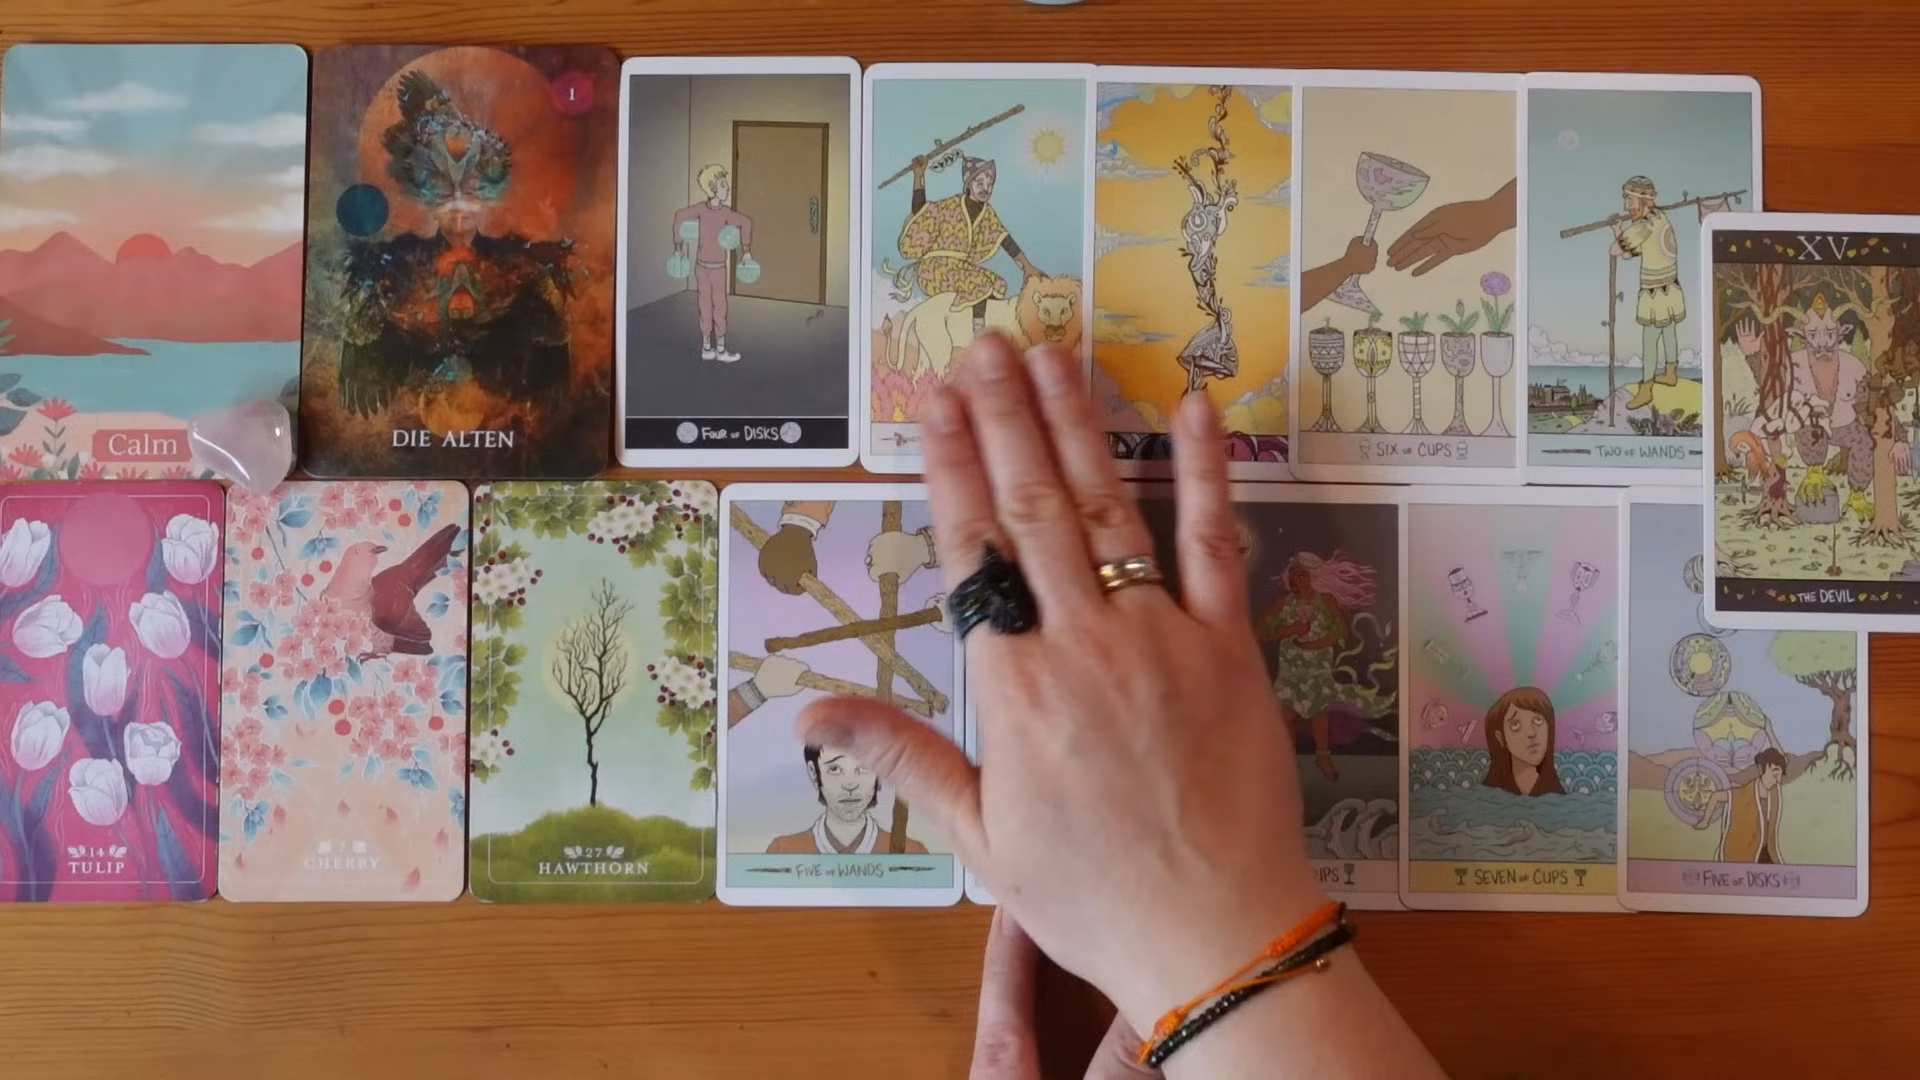 Calm
1
DIE ALTEN
FOUR OF DISKS
SIX OF CUPS
TWO OF WANDS
XV
THE DEVIL
14
TULIP
7
CHERRY
27
HAWTHORN
FIVE OF WANDS
SEVEN OF CUPS
FIVE OF DISKS